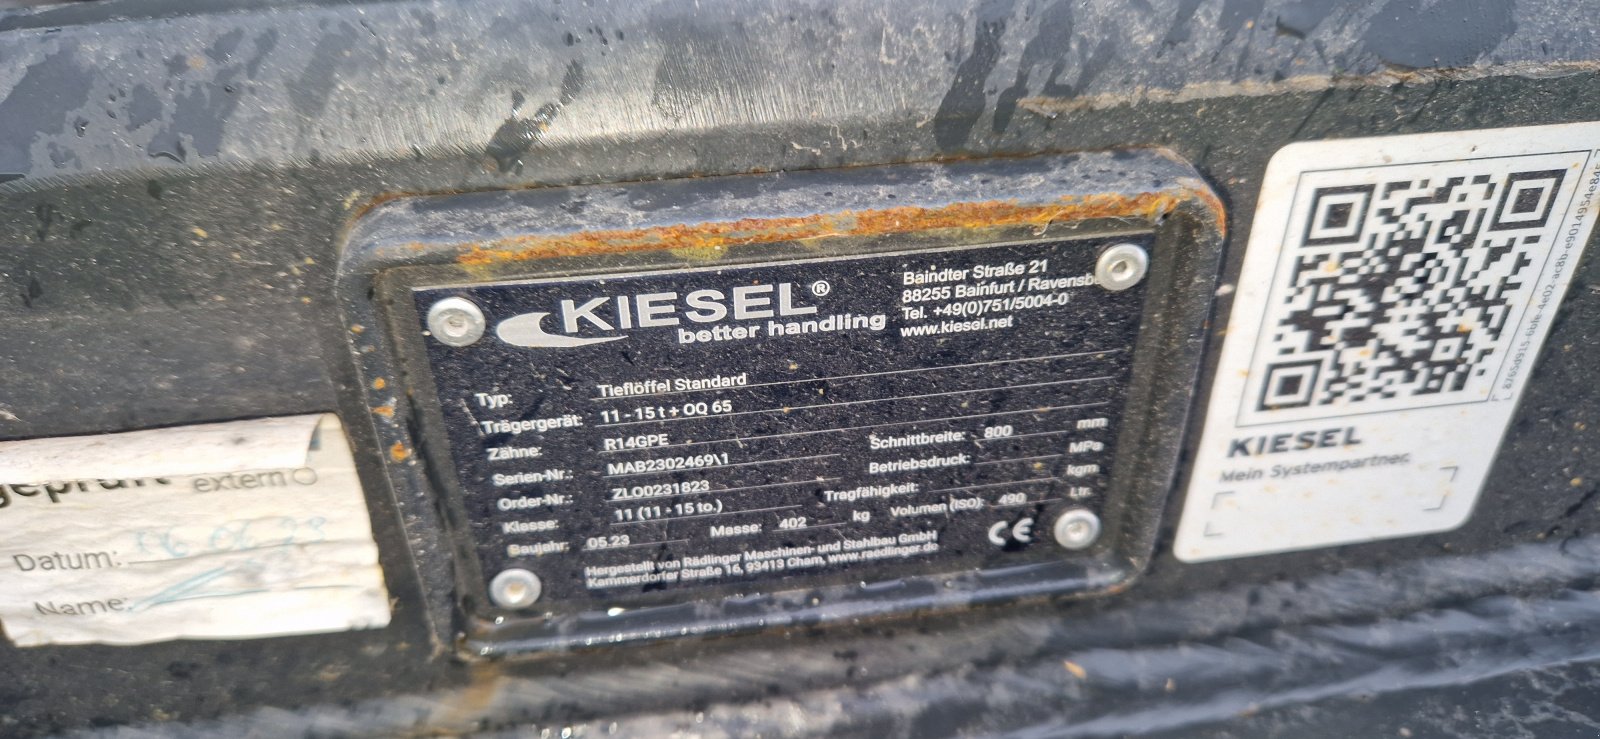 KIESEL®
better handling
Baindter Straße 21
88255 Bainfurt / Ravensbu
Tel. +49(0)751/5004-0
www.kiesel.net
Typ: Tieflöffel Standard
Trägergerät: 11 - 15 t + OQ 65
Zähne: R14GPE
Serien-Nr.: MAB2302469\1
Schnittbreite: 800 mm
Order-Nr.: ZLO0231823
Betriebsdruck: MPa
Klasse: 11 (11 - 15 to.)
Tragfähigkeit: kgm
Baujahr: 05.23 Masse: 402 kg Volumen (ISO): 490 Ltr.
Hergestellt von Rädlinger Maschinen- und Stahlbau GmbH
Kammerdorfer Straße 16, 93413 Cham, www.raedlinger.de
CE
geprüft extern
Datum:
Name:
KIESEL
Mein Systempartner.